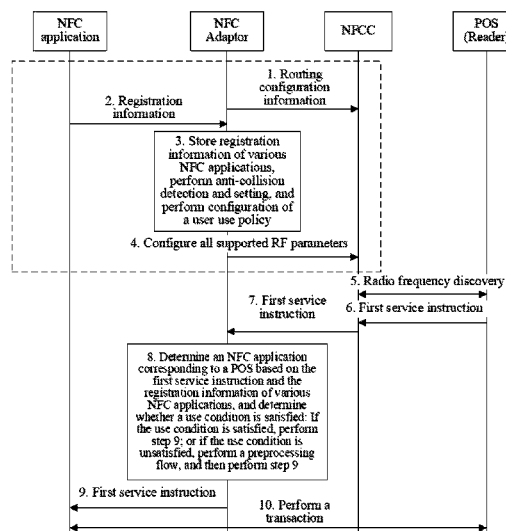 NFC
application
NFC
Adaptor
NFCC
POS
(Reader)
1. Routing
configuration
information
2. Registration
information
3. Store registration
information of various
NFC applications,
perform anti-collision
detection and setting, and
perform configuration of
a user use policy
4. Configure all supported RF parameters
5. Radio frequency discovery
7. First service
instruction
6. First service instruction
8. Determine an NFC application
corresponding to a POS based on the
first service instruction and the
registration information of various
NFC applications, and determine
whether a use condition is satisfied: If
the use condition is satisfied, perform
step 9; or if the use condition is
unsatisfied, perform a preprocessing
flow, and then perform step 9
9. First service instruction
10. Perform a
transaction